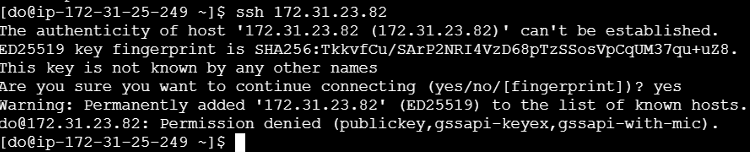 [do@ip-172-31-25-249 ~]$ ssh 172.31.23.82
The authenticity of host '172.31.23.82 (172.31.23.82)' can't be established.
ED25519 key fingerprint is SHA256:TkkvfCu/SArP2NRI4VzD68pTzSSosVpCqUM37qu+uZ8.
This key is not known by any other names
Are you sure you want to continue connecting (yes/no/[fingerprint])? yes
Warning: Permanently added '172.31.23.82' (ED25519) to the list of known hosts.
do@172.31.23.82: Permission denied (publickey,gssapi-keyex,gssapi-with-mic).
[do@ip-172-31-25-249 ~]$